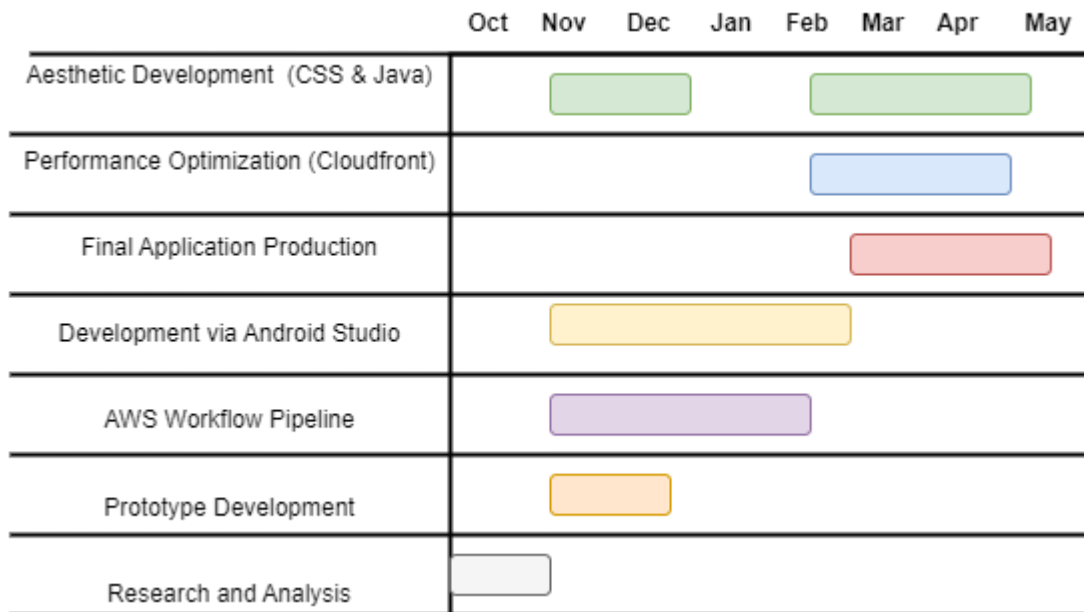 Oct Nov Dec Jan Feb Mar Apr May
Aesthetic Development (CSS & Java)
Performance Optimization (Cloudfront)
Final Application Production
Development via Android Studio
AWS Workflow Pipeline
Prototype Development
Research and Analysis